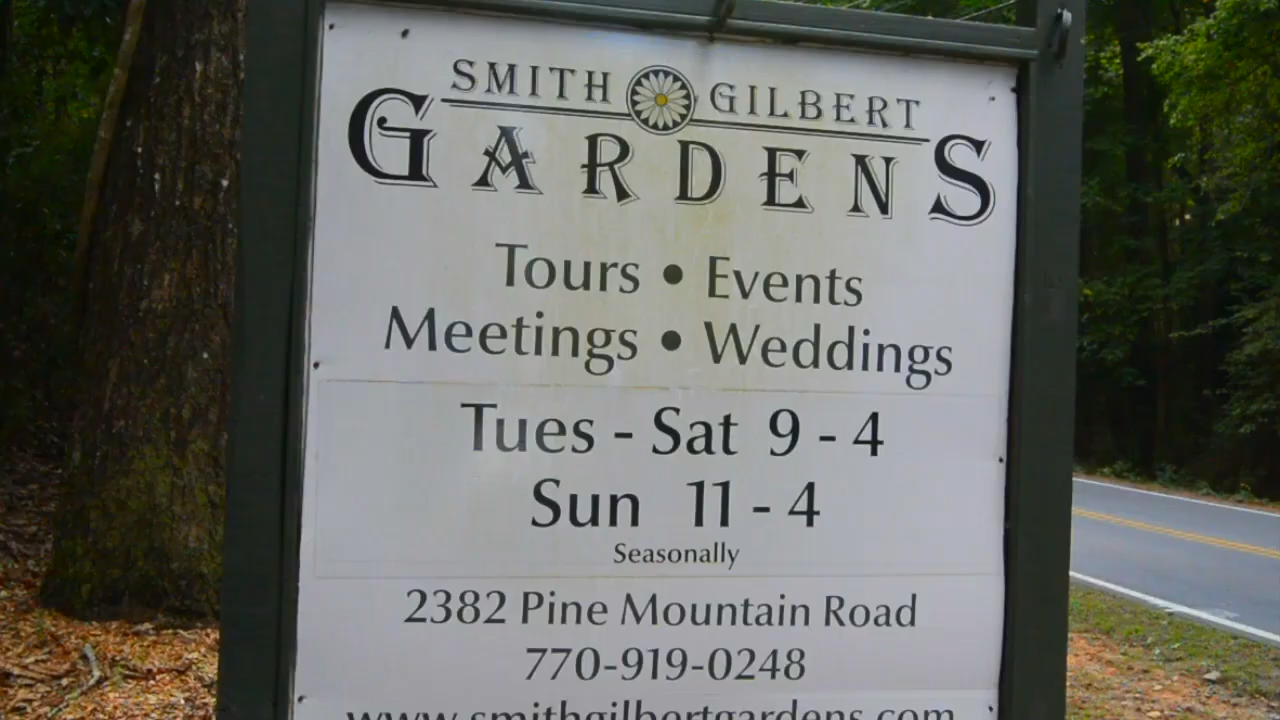 SMITH GILBERT
GARDENS
Tours • Events
Meetings • Weddings
Tues - Sat 9 - 4
Sun 11 - 4
Seasonally
2382 Pine Mountain Road
770-919-0248
www.smithgilbertgardens.com